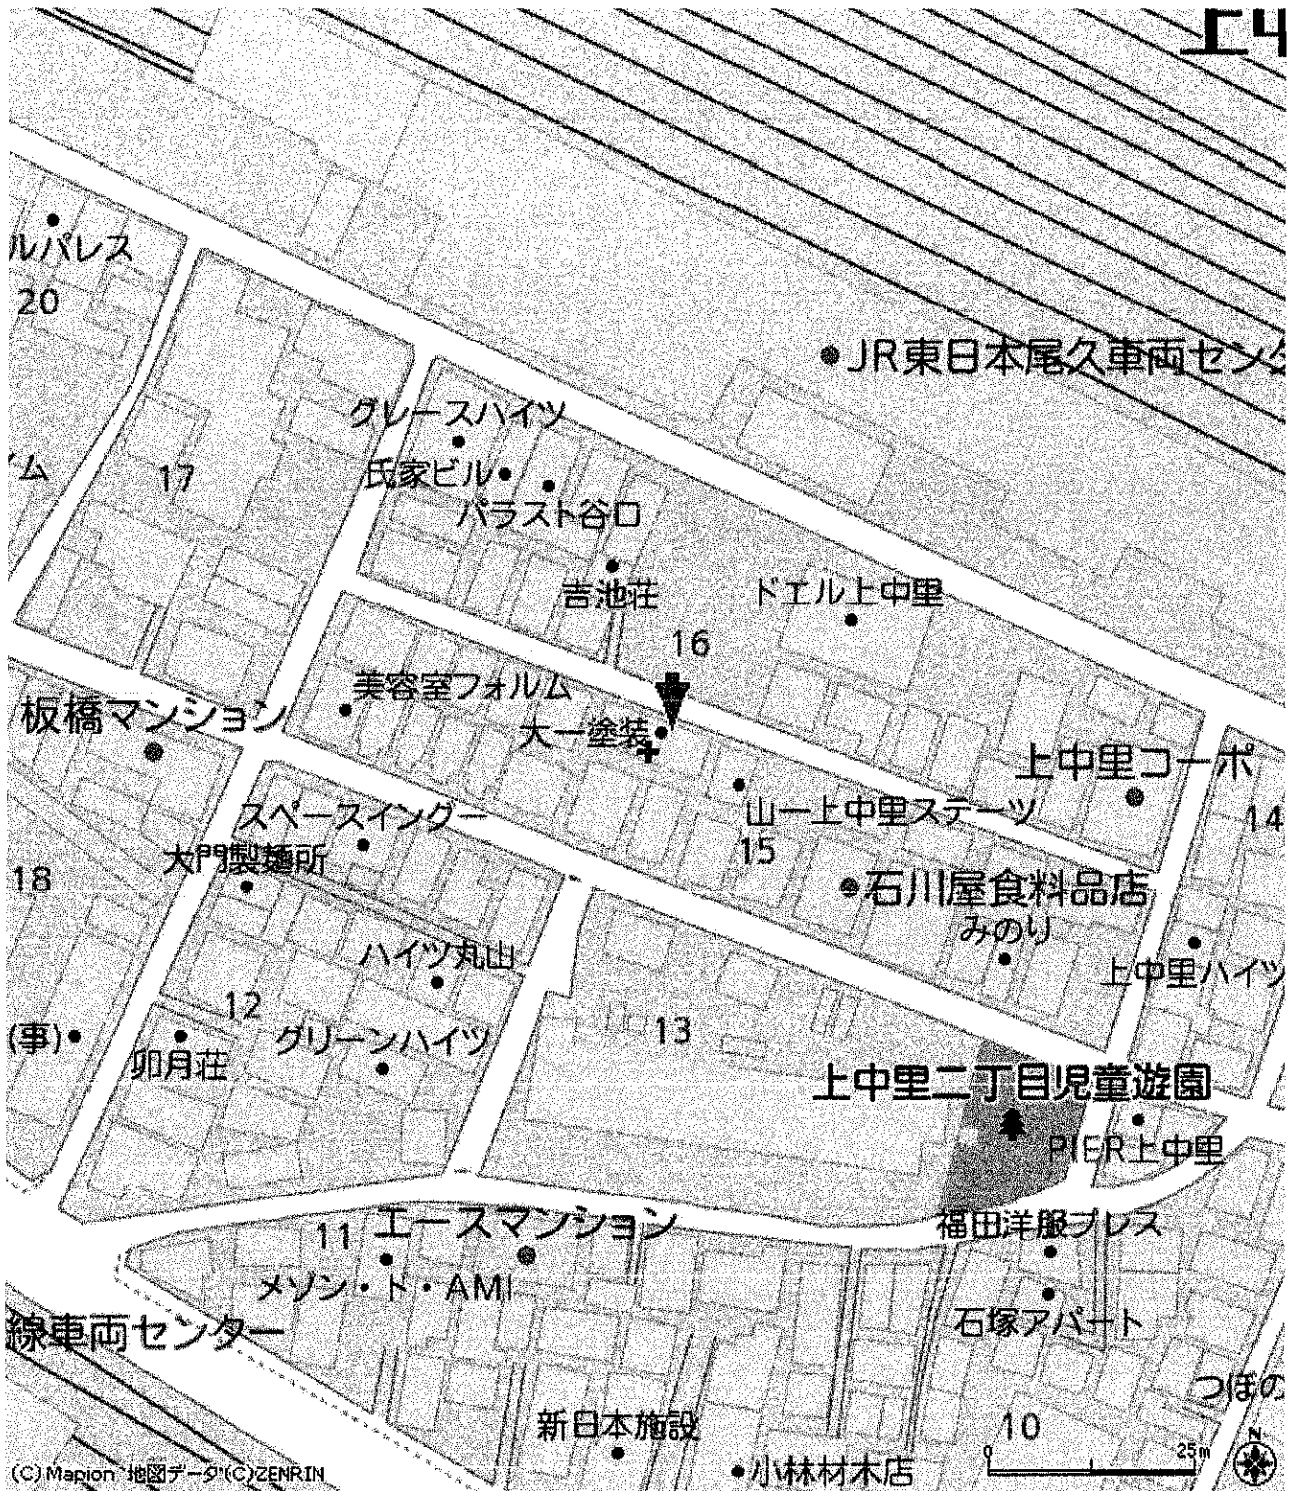 上中
ルパレス
20
JR東日本尾久車両センタ
グレースハイツ
17
氏家ビル
パラスト谷口
吉池荘
ドエル上中里
16
美容室フォルム
板橋マンション
大一塗装
上中里コーポ
スペースイングー
山一上中里ステーツ
14
大門製麺所
15
18
石川屋食料品店
みのり
ハイツ丸山
上中里ハイツ
12
13
(事)
グリーンハイツ
卯月荘
上中里二丁目児童遊園
PIER上中里
11
エースマンション
福田洋服プレス
メゾン・ド・AMI
線車両センター
石塚アパート
つぼの
新日本施設
10
0 25m
N
小林材木店
(C)Mapion 地図データ(C)ZENRIN